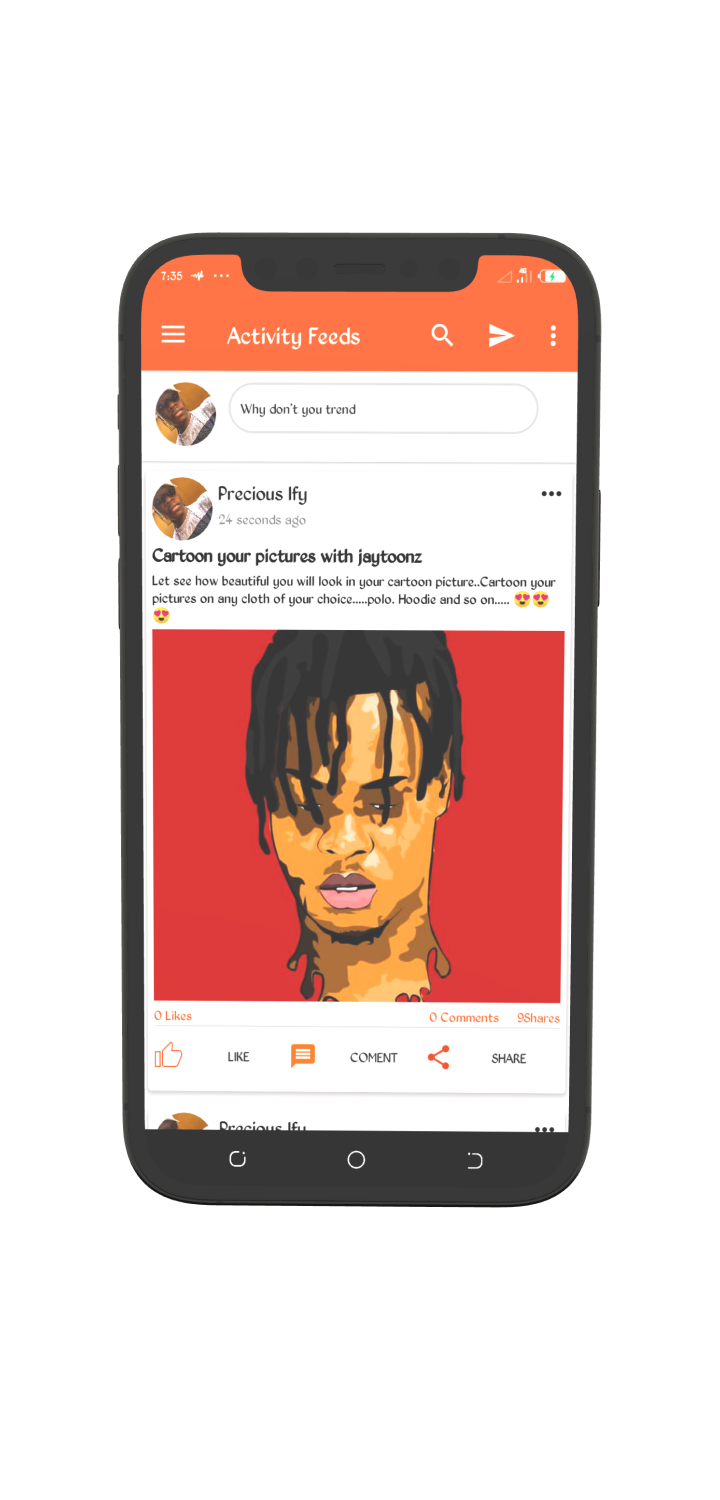 7:35
4G
Activity Feeds
Why don't you trend
Precious Ify
24 seconds ago
Cartoon your pictures with jaytoonz
Let see how beautiful you will look in your cartoon picture..Cartoon your
pictures on any cloth of your choice.....polo. Hoodie and so on..... 😍😍
😍
0 Likes 0 Comments 9Shares
LIKE COMENT SHARE
Precious Ify